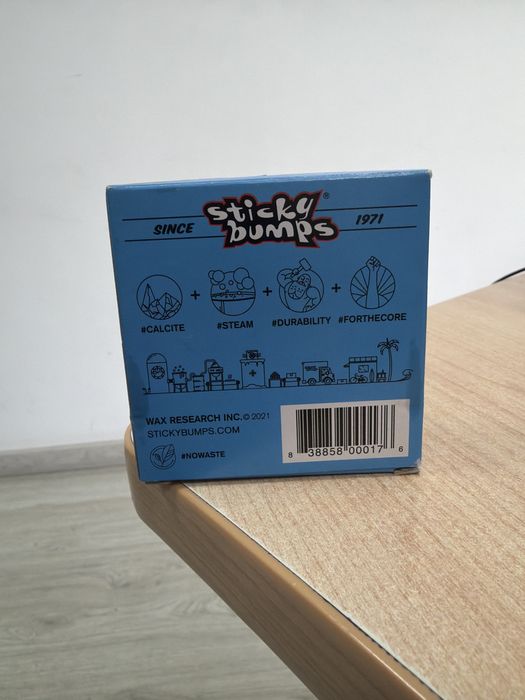 sticky bumps®
SINCE 1971
#CALCITE + #STEAM + #DURABILITY + #FORTHECORE
WAX RESEARCH INC. © 2021
STICKYBUMPS.COM
#NOWASTE
8 38858 00017 6